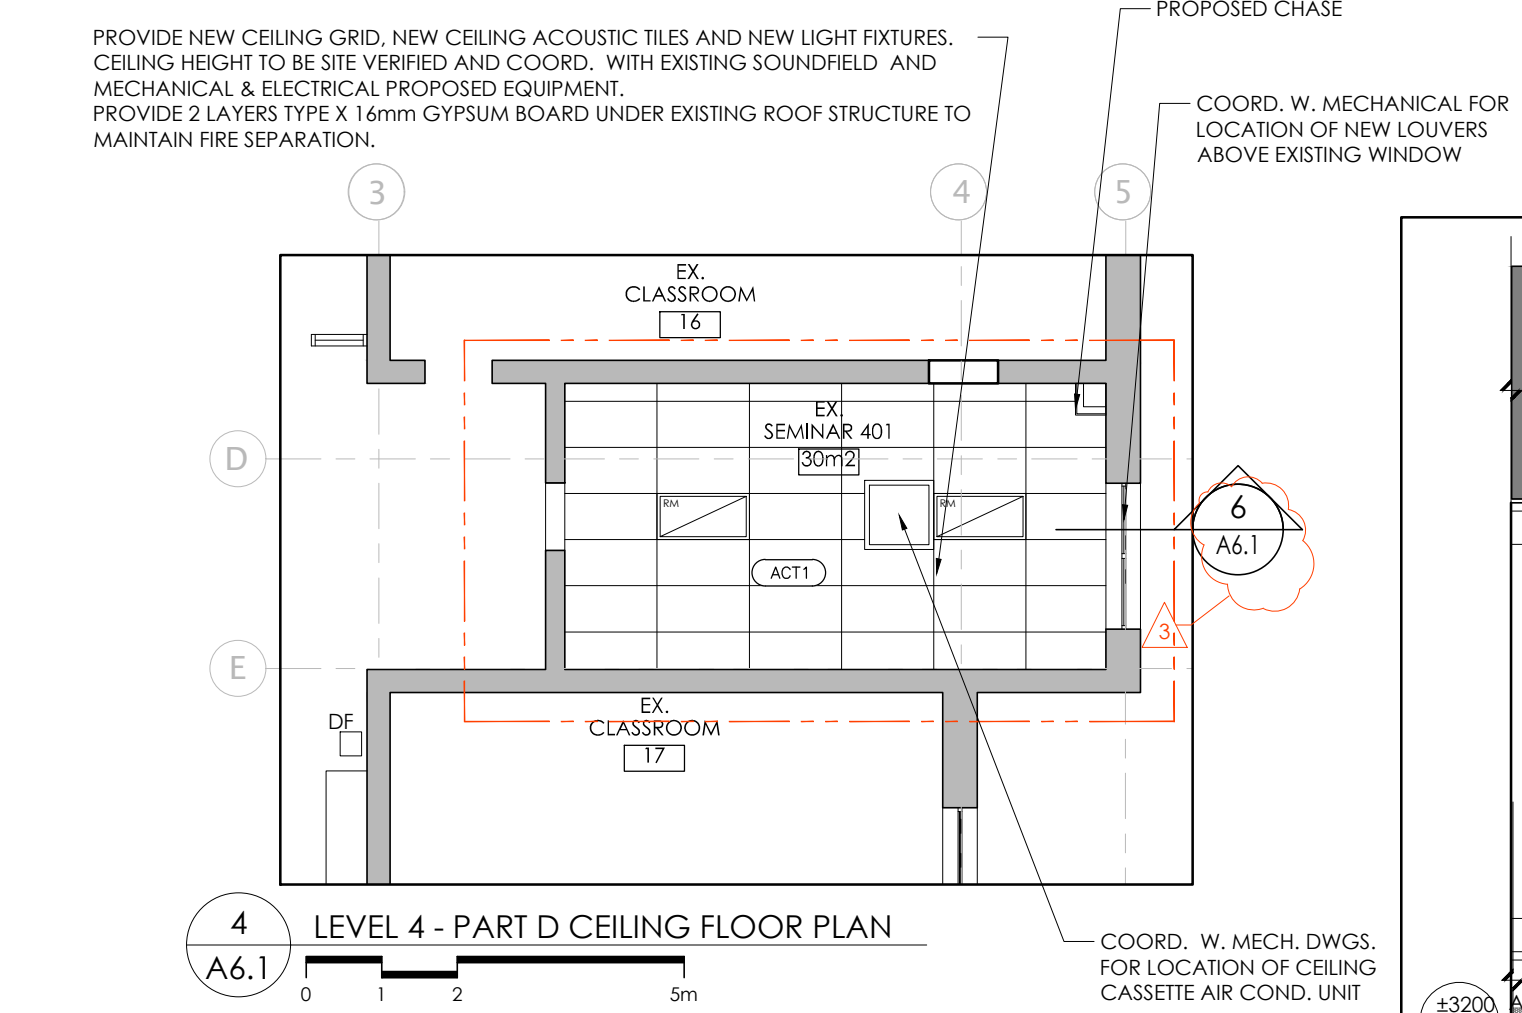 PROPOSED CHASE
PROVIDE NEW CEILING GRID, NEW CEILING ACOUSTIC TILES AND NEW LIGHT FIXTURES.
CEILING HEIGHT TO BE SITE VERIFIED AND COORD. WITH EXISTING SOUNDFIELD AND
MECHANICAL & ELECTRICAL PROPOSED EQUIPMENT.
PROVIDE 2 LAYERS TYPE X 16mm GYPSUM BOARD UNDER EXISTING ROOF STRUCTURE TO
MAINTAIN FIRE SEPARATION.
COORD. W. MECHANICAL FOR
LOCATION OF NEW LOUVERS
ABOVE EXISTING WINDOW
3
4
5
EX.
CLASSROOM
16
EX.
SEMINAR 401
30m2
D
RM
RM
6
A6.1
ACT1
3
E
EX.
CLASSROOM
17
DF
4
A6.1
LEVEL 4 - PART D CEILING FLOOR PLAN
0 1 2 5m
COORD. W. MECH. DWGS.
FOR LOCATION OF CEILING
CASSETTE AIR COND. UNIT
±3200